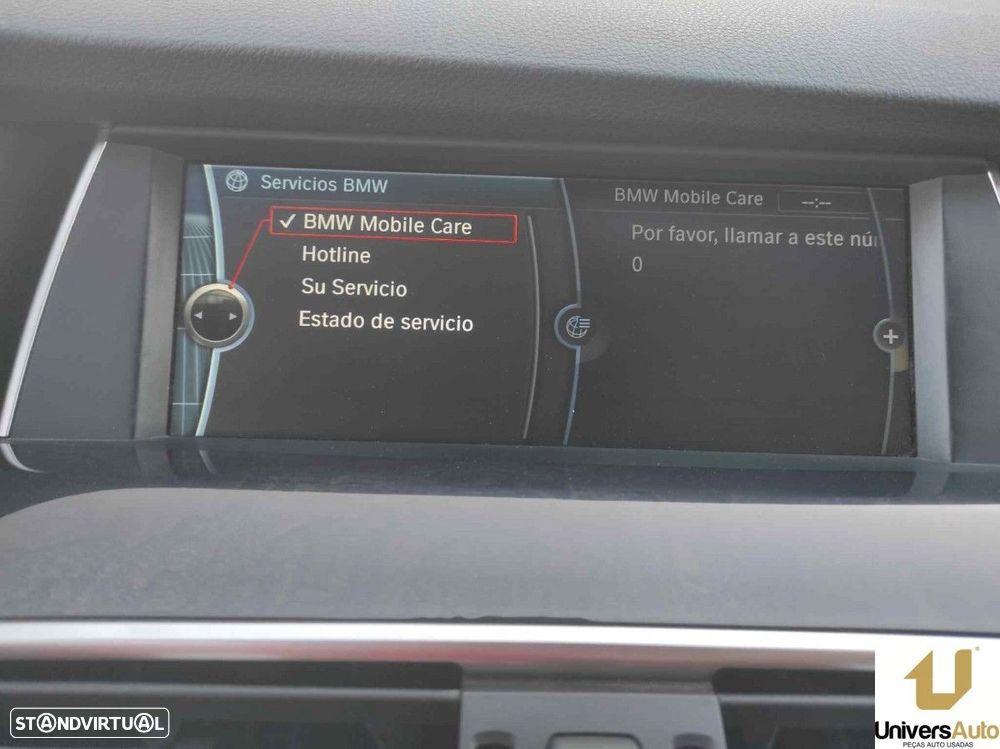 Servicios BMW
✓ BMW Mobile Care
Hotline
Su Servicio
Estado de servicio
BMW Mobile Care --:--
Por favor, llamar a este
0
STANDVIRTUAL
UniversAuto
PEÇAS AUTO USADAS